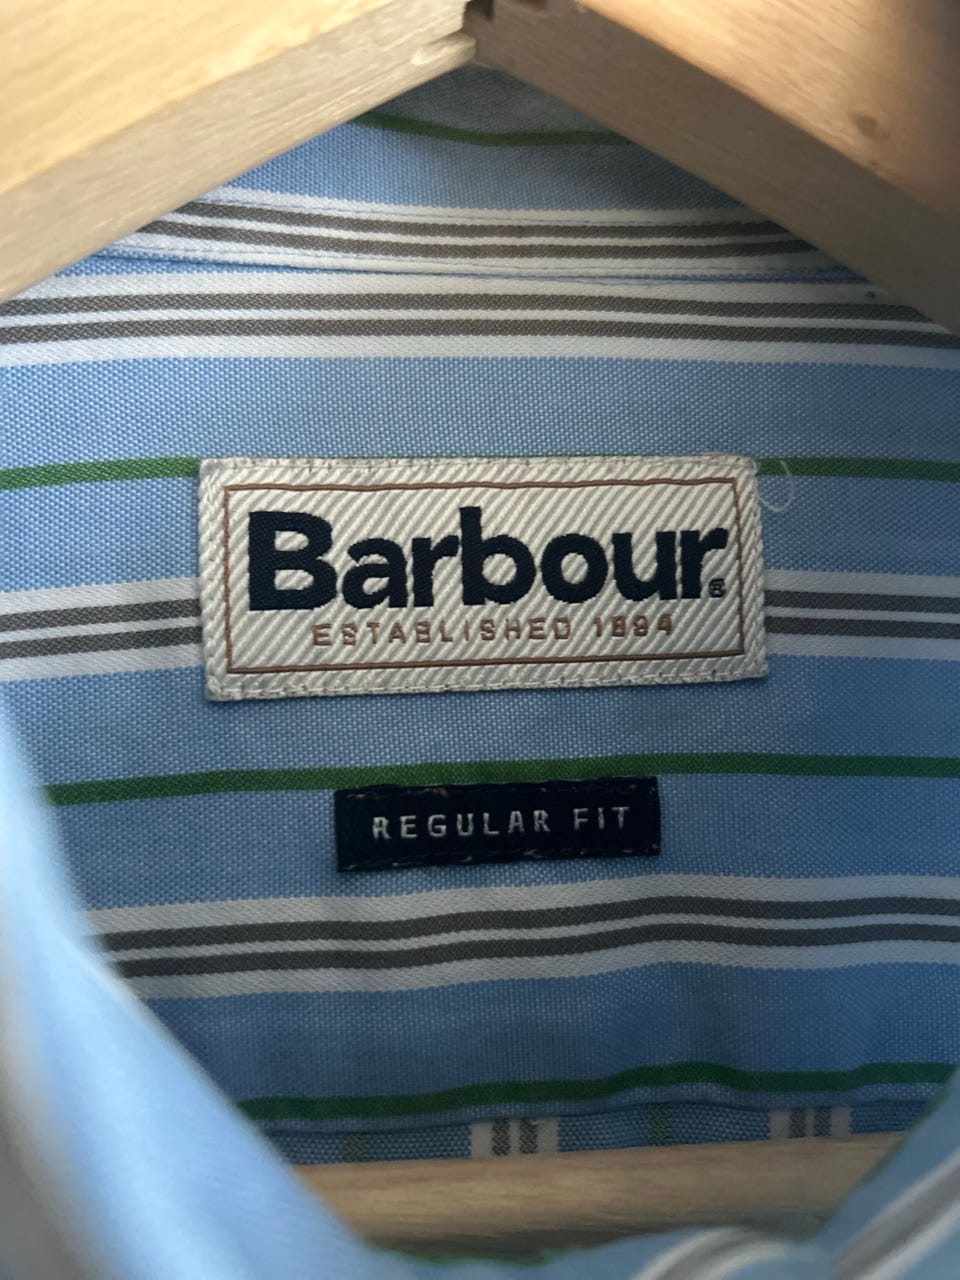 Barbour®
ESTABLISHED 1894
REGULAR FIT